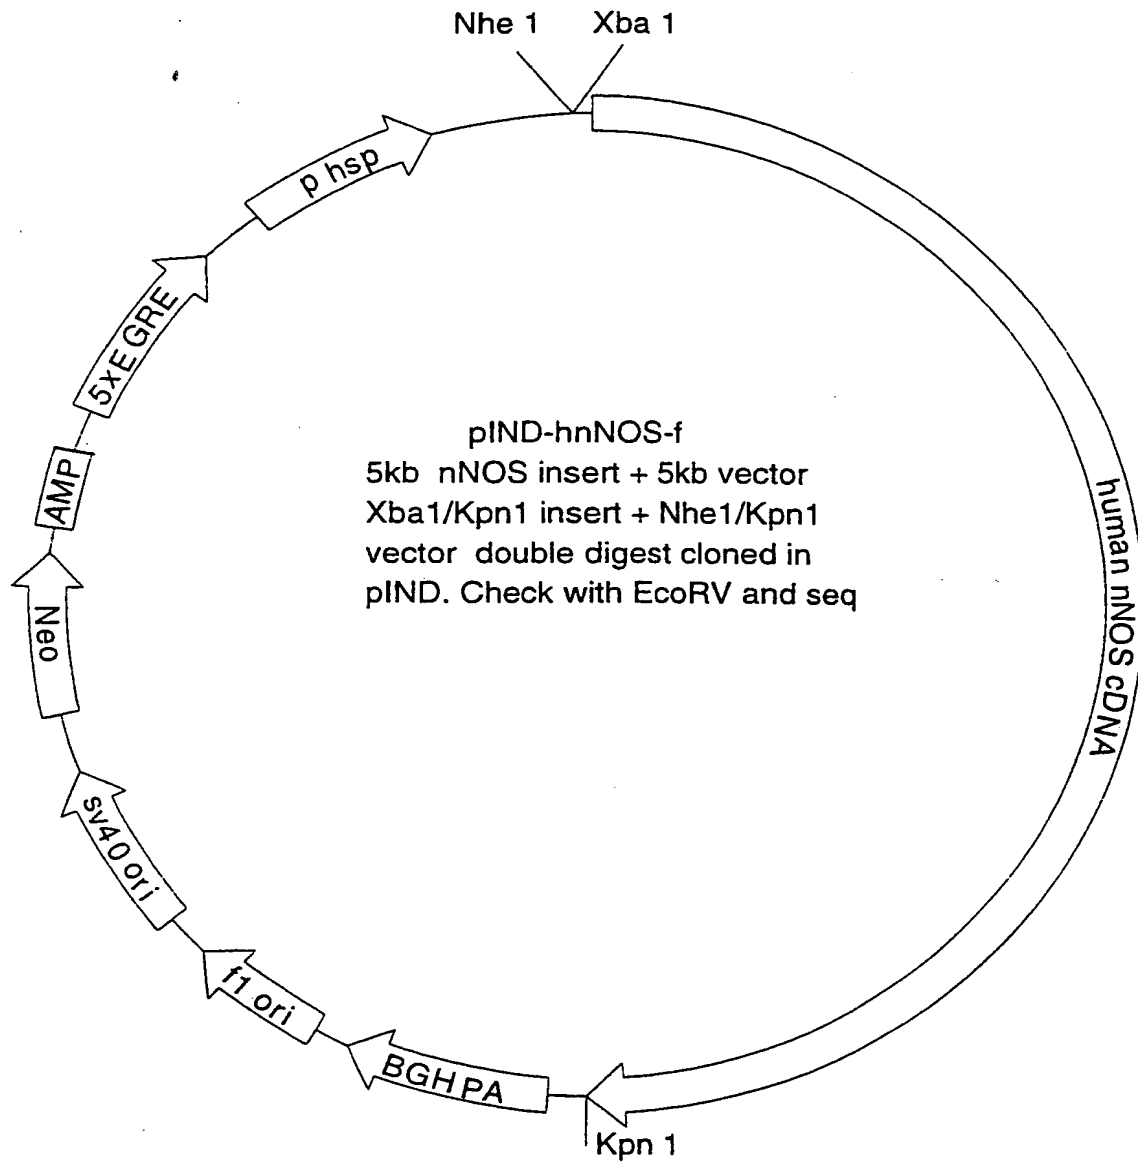 Nhe 1 Xba 1
p hsp
5xE GRE
AMP
Neo
sv40 ori
f1 ori
BGH PA
Kpn 1
human nNOS cDNA
pIND-hnNOS-f
5kb nNOS insert + 5kb vector
Xba1/Kpn1 insert + Nhe1/Kpn1
vector double digest cloned in
pIND. Check with EcoRV and seq